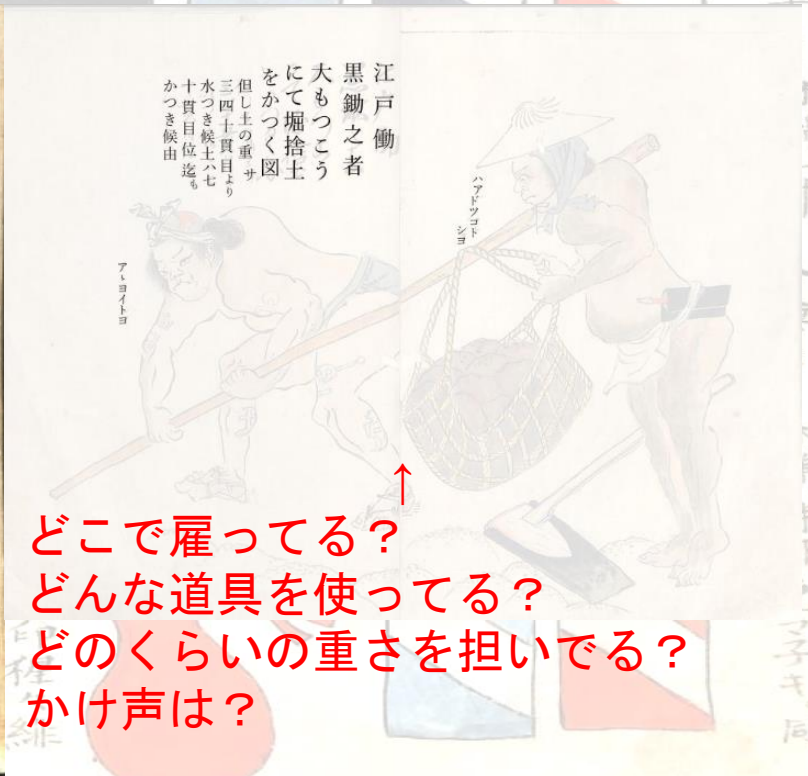 江戸働
黒鋤之者
大もつこう
にて堀捨土
をかつく図
但し土の重サ
三四十貫目より
水つき候土ハ七
十貫目位迄も
かつき候由
ハアドツコト
シヨ
アヽヨイトヨ
↑
どこで雇ってる？
どんな道具を使ってる？
どのくらいの重さを担いでる？
かけ声は？